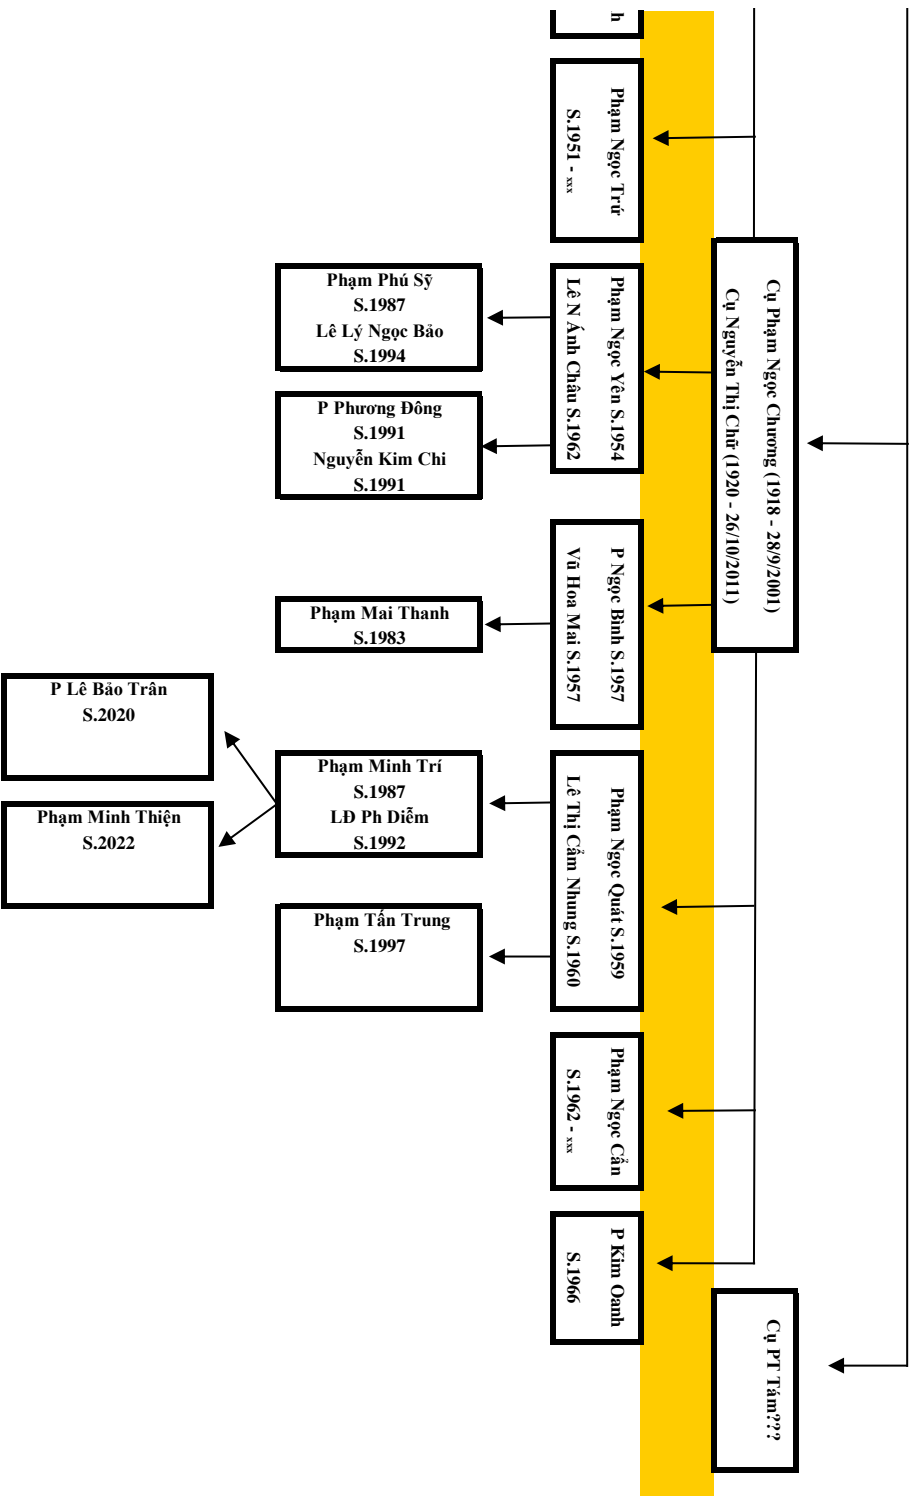 h
Phạm Ngọc Trứ
S.1951 - xxx
Cụ Phạm Ngọc Chương (1918 - 28/9/2001)
Cụ Nguyễn Thị Chữ (1920 - 26/10/2011)
Phạm Ngọc Yên S.1954
Lê N Ánh Châu S.1962
Phạm Phú Sỹ
S.1987
Lê Lý Ngọc Bảo
S.1994
P Phương Đông
S.1991
Nguyễn Kim Chi
S.1991
P Ngọc Bình S.1957
Vũ Hoa Mai S.1957
Phạm Mai Thanh
S.1983
Phạm Ngọc Quát S.1959
Lê Thị Cẩm Nhung S.1960
Phạm Minh Trí
S.1987
LĐ Ph Diễm
S.1992
P Lê Bảo Trân
S.2020
Phạm Minh Thiện
S.2022
Phạm Tấn Trung
S.1997
Phạm Ngọc Cẩn
S.1962 - xxx
P Kim Oanh
S.1966
Cụ PT Tám???